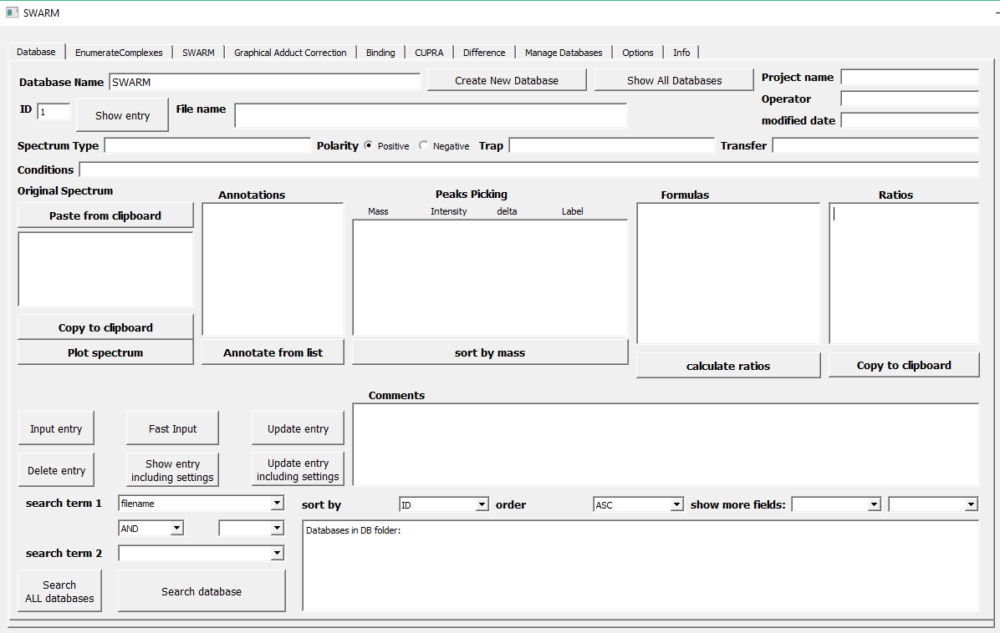 SWARM
Database EnumerateComplexes SWARM Graphical Adduct Correction Binding CUPRA Difference Manage Databases Options Info
Database Name SWARM Create New Database Show All Databases Project name
Operator
ID 1 Show entry File name
modified date
Spectrum Type Polarity Positive Negative Trap Transfer
Conditions
Original Spectrum Annotations Peaks Picking Formulas Ratios
Mass Intensity delta Label
Paste from clipboard
Copy to clipboard
Plot spectrum Annotate from list sort by mass
calculate ratios Copy to clipboard
Comments
Input entry Fast Input Update entry
Delete entry Show entry
including settings
Update entry
including settings
search term 1 filename sort by ID order ASC show more fields:
AND
Databases in DB folder:
search term 2
Search
ALL databases
Search database